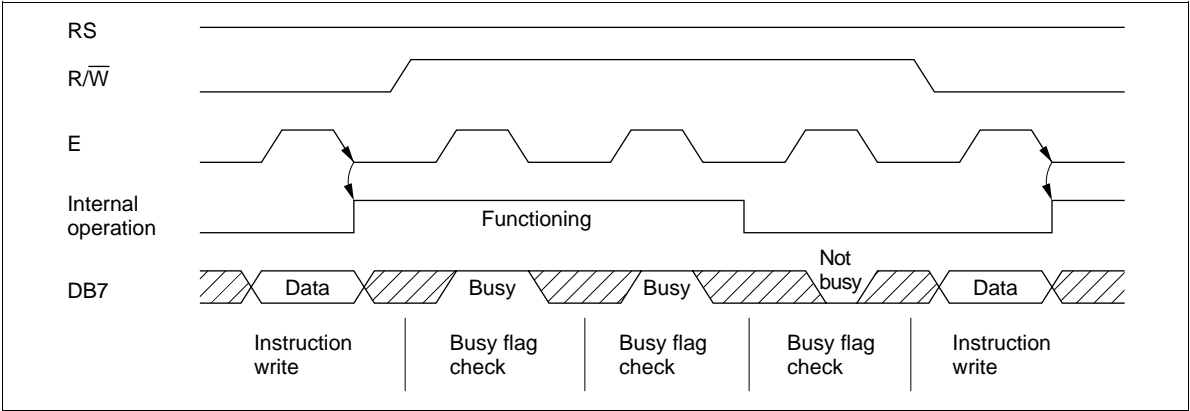 RS
R/W̅
E
Internal
operation
Functioning
DB7
Data
Busy
Busy
Not
busy
Data
Instruction
write
Busy flag
check
Busy flag
check
Busy flag
check
Instruction
write